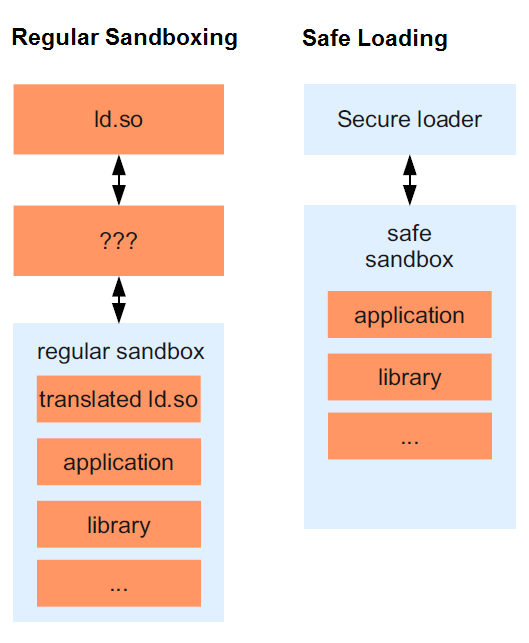 Regular Sandboxing
ld.so
???
regular sandbox
translated ld.so
application
library
...
Safe Loading
Secure loader
safe
sandbox
application
library
...